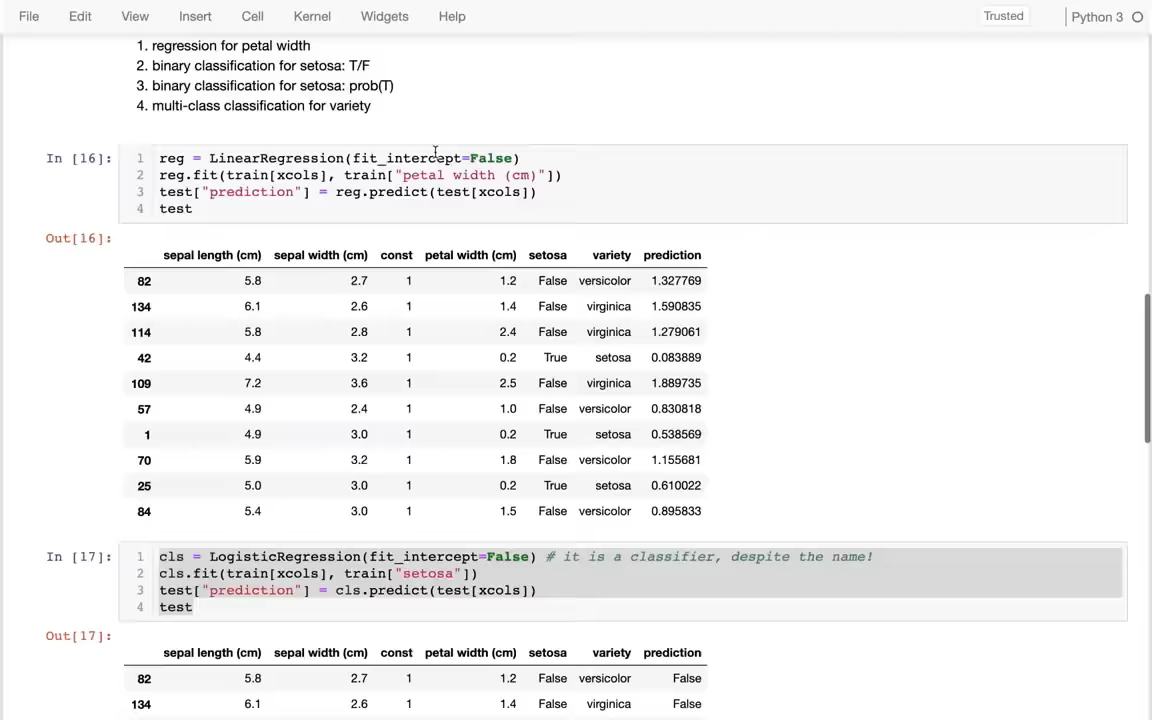 File Edit View Insert Cell Kernel Widgets Help Trusted Python 3
1. regression for petal width
2. binary classification for setosa: T/F
3. binary classification for setosa: prob(T)
4. multi-class classification for variety
In [16]: 1 reg = LinearRegression(fit_intercept=False)
2 reg.fit(train[xcols], train["petal width (cm)"])
3 test["prediction"] = reg.predict(test[xcols])
4 test
Out[16]:
sepal length (cm) sepal width (cm) const petal width (cm) setosa variety prediction
82 5.8 2.7 1 1.2 False versicolor 1.327769
134 6.1 2.6 1 1.4 False virginica 1.590835
114 5.8 2.8 1 2.4 False virginica 1.279061
42 4.4 3.2 1 0.2 True setosa 0.083889
109 7.2 3.6 1 2.5 False virginica 1.889735
57 4.9 2.4 1 1.0 False versicolor 0.830818
1 4.9 3.0 1 0.2 True setosa 0.538569
70 5.9 3.2 1 1.8 False versicolor 1.155681
25 5.0 3.0 1 0.2 True setosa 0.610022
84 5.4 3.0 1 1.5 False versicolor 0.895833
In [17]: 1 cls = LogisticRegression(fit_intercept=False) # it is a classifier, despite the name!
2 cls.fit(train[xcols], train["setosa"])
3 test["prediction"] = cls.predict(test[xcols])
4 test
Out[17]:
sepal length (cm) sepal width (cm) const petal width (cm) setosa variety prediction
82 5.8 2.7 1 1.2 False versicolor False
134 6.1 2.6 1 1.4 False virginica False